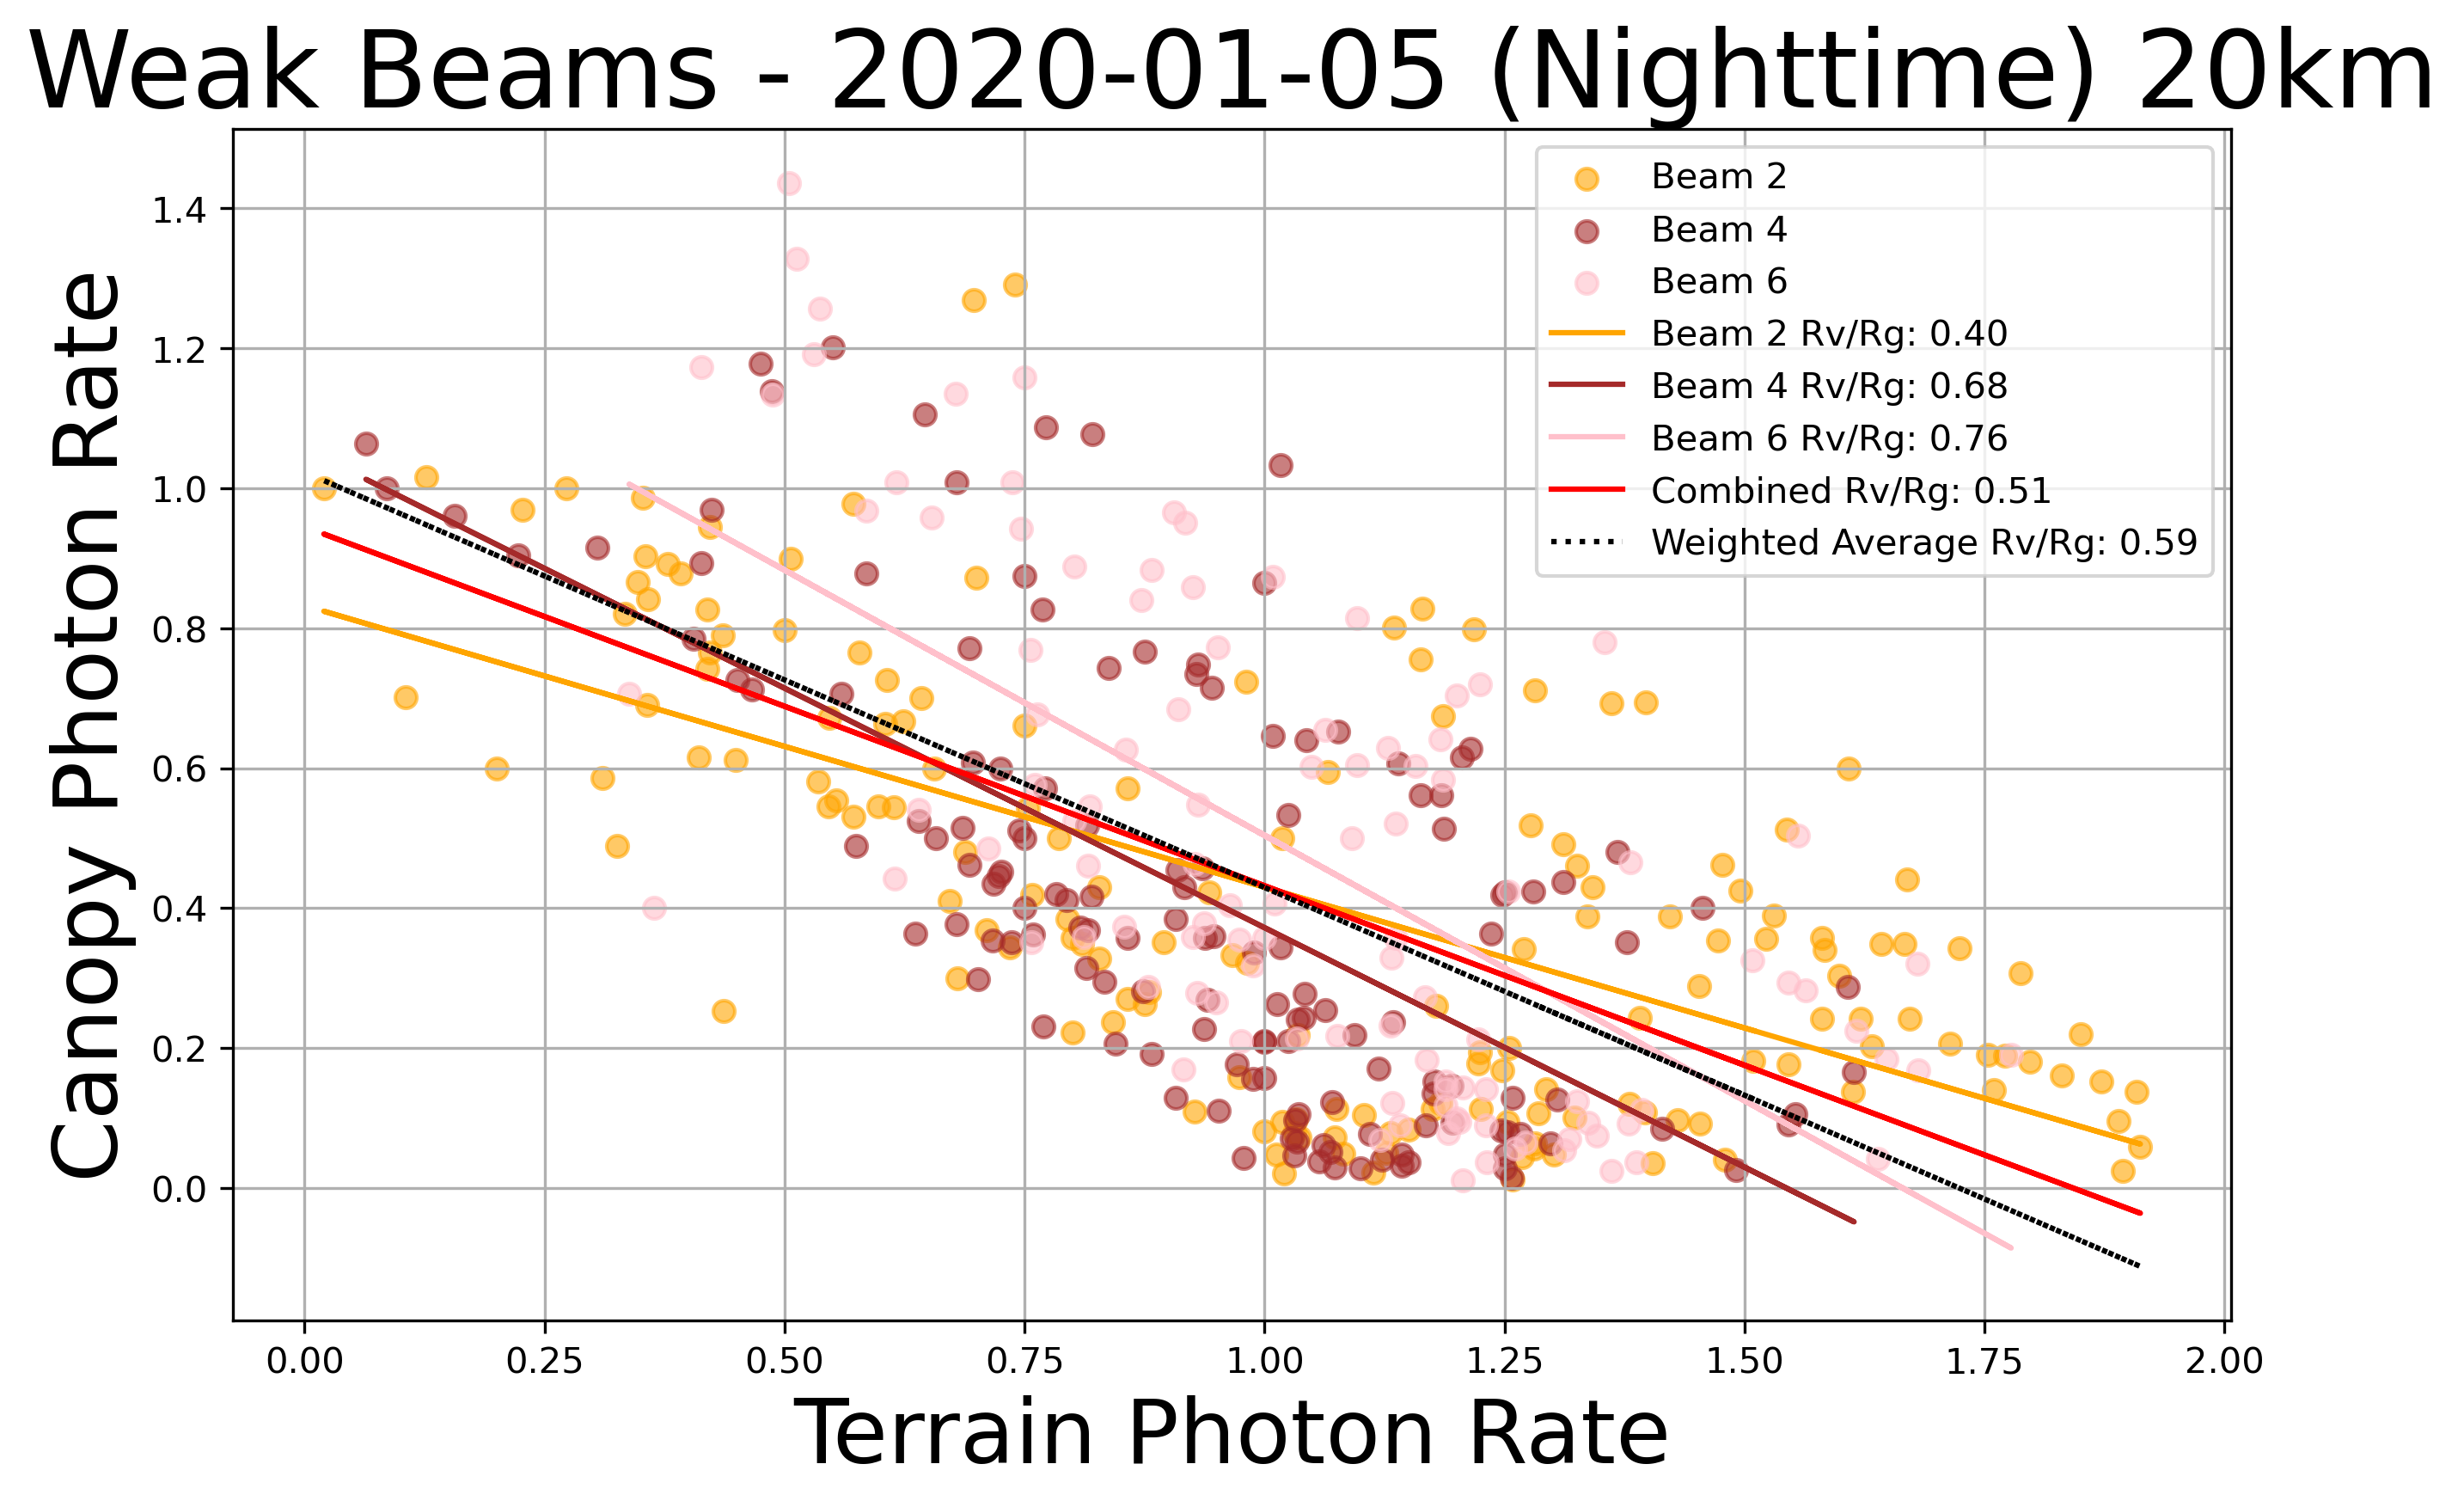 Weak Beams - 2020-01-05 (Nighttime) 20km
Canopy Photon Rate
1.4
1.2
1.0
0.8
0.6
0.4
0.2
0.0
Beam 2
Beam 4
Beam 6
Beam 2 Rv/Rg: 0.40
Beam 4 Rv/Rg: 0.68
Beam 6 Rv/Rg: 0.76
Combined Rv/Rg: 0.51
Weighted Average Rv/Rg: 0.59
0.00 0.25 0.50 0.75 1.00 1.25 1.50 1.75 2.00
Terrain Photon Rate